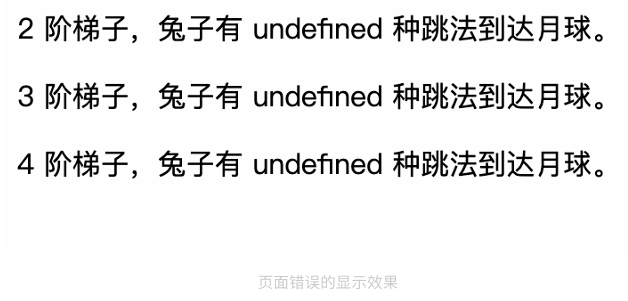 2 阶梯子，兔子有 undefined 种跳法到达月球。
3 阶梯子，兔子有 undefined 种跳法到达月球。
4 阶梯子，兔子有 undefined 种跳法到达月球。
页面错误的显示效果